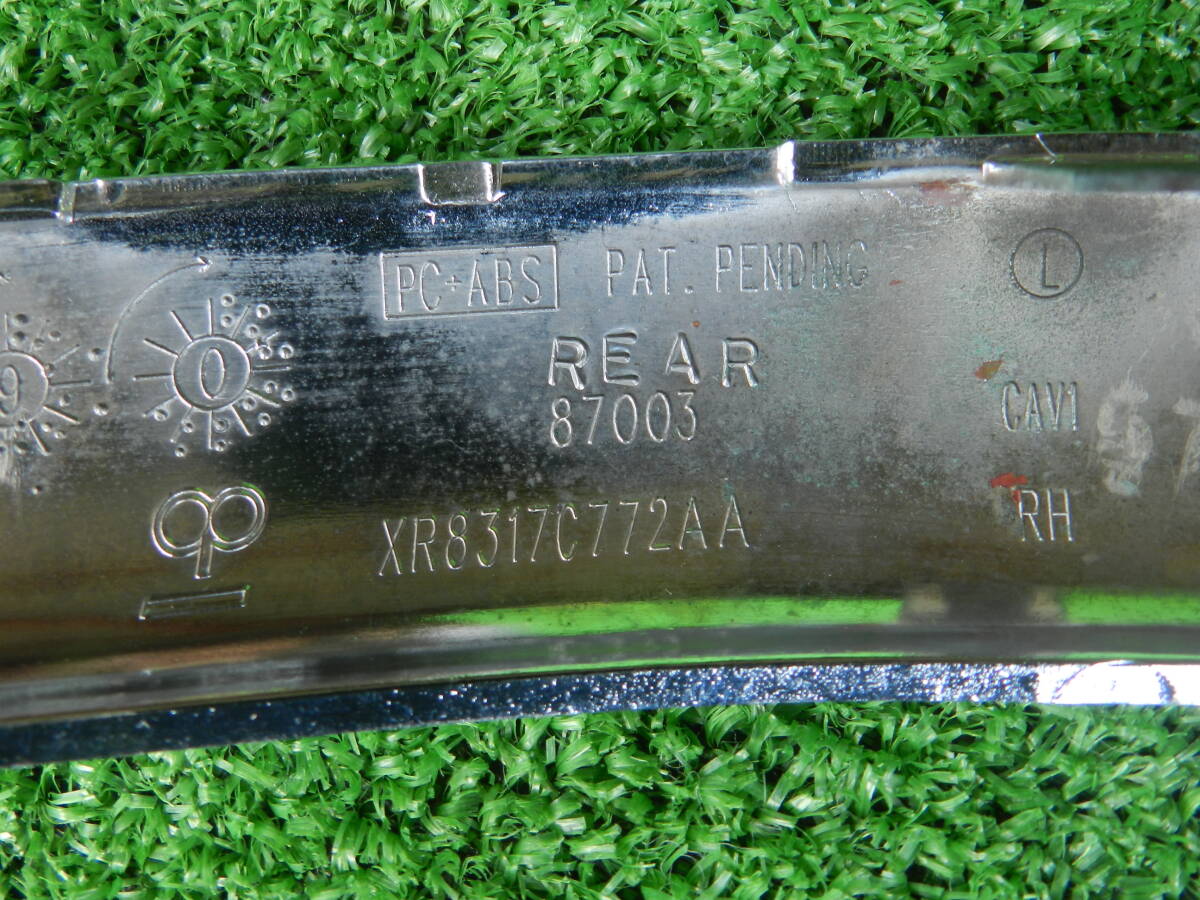 PC+ABS PAT. PENDING L
REAR
87003
CAV1
9 0
XR8317C772AA
RH